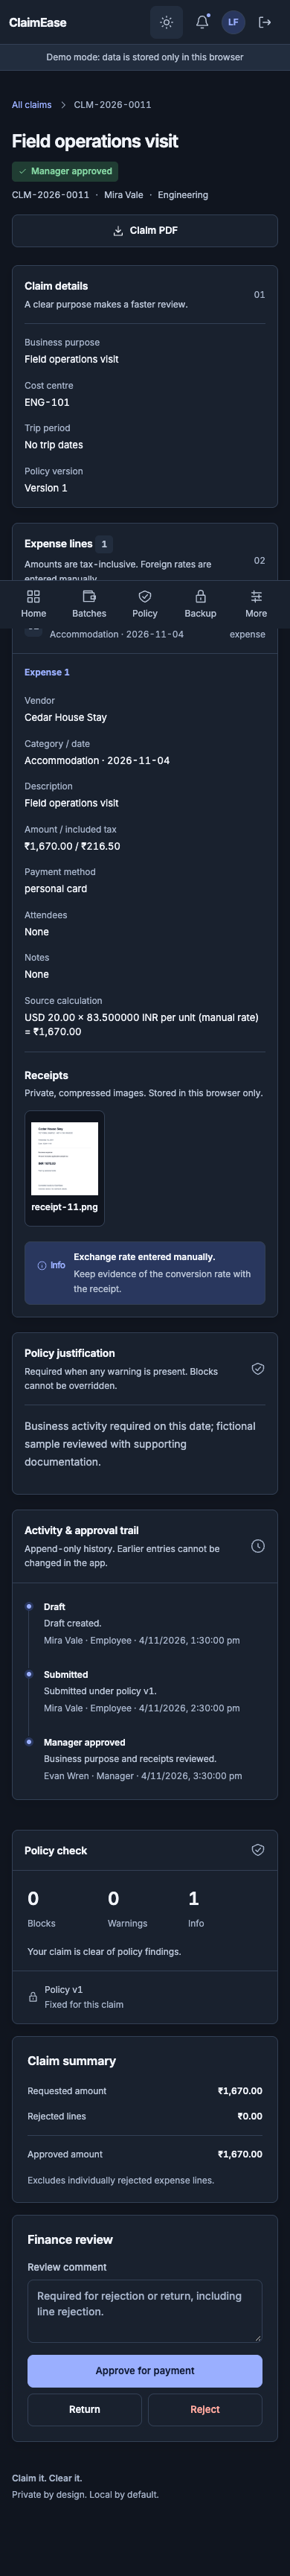 ClaimEase
LF
Demo mode: data is stored only in this browser
All claims > CLM-2026-0011
Field operations visit
Manager approved
CLM-2026-0011 · Mira Vale · Engineering
Claim PDF
Claim details
A clear purpose makes a faster review.
01
Business purpose
Field operations visit
Cost centre
ENG-101
Trip period
No trip dates
Policy version
Version 1
Expense lines 1
Amounts are tax-inclusive. Foreign rates are
entered manually.
02
Home
Batches
Policy
Backup
More
Accommodation · 2026-11-04
expense
Expense 1
Vendor
Cedar House Stay
Category / date
Accommodation · 2026-11-04
Description
Field operations visit
Amount / included tax
₹1,670.00 / ₹216.50
Payment method
personal card
Attendees
None
Notes
None
Source calculation
USD 20.00 × 83.500000 INR per unit (manual rate)
= ₹1,670.00
Receipts
Private, compressed images. Stored in this browser only.
Cedar House Stay
receipt-11.png
Info
Exchange rate entered manually.
Keep evidence of the conversion rate with
the receipt.
Policy justification
Required when any warning is present. Blocks
cannot be overridden.
Business activity required on this date; fictional
sample reviewed with supporting
documentation.
Activity & approval trail
Append-only history. Earlier entries cannot be
changed in the app.
Draft
Draft created.
Mira Vale · Employee · 4/11/2026, 1:30:00 pm
Submitted
Submitted under policy v1.
Mira Vale · Employee · 4/11/2026, 2:30:00 pm
Manager approved
Business purpose and receipts reviewed.
Evan Wren · Manager · 4/11/2026, 3:30:00 pm
Policy check
0
Blocks
0
Warnings
1
Info
Your claim is clear of policy findings.
Policy v1
Fixed for this claim
Claim summary
Requested amount ₹1,670.00
Rejected lines ₹0.00
Approved amount ₹1,670.00
Excludes individually rejected expense lines.
Finance review
Review comment
Required for rejection or return, including
line rejection.
Approve for payment
Return
Reject
Claim it. Clear it.
Private by design. Local by default.